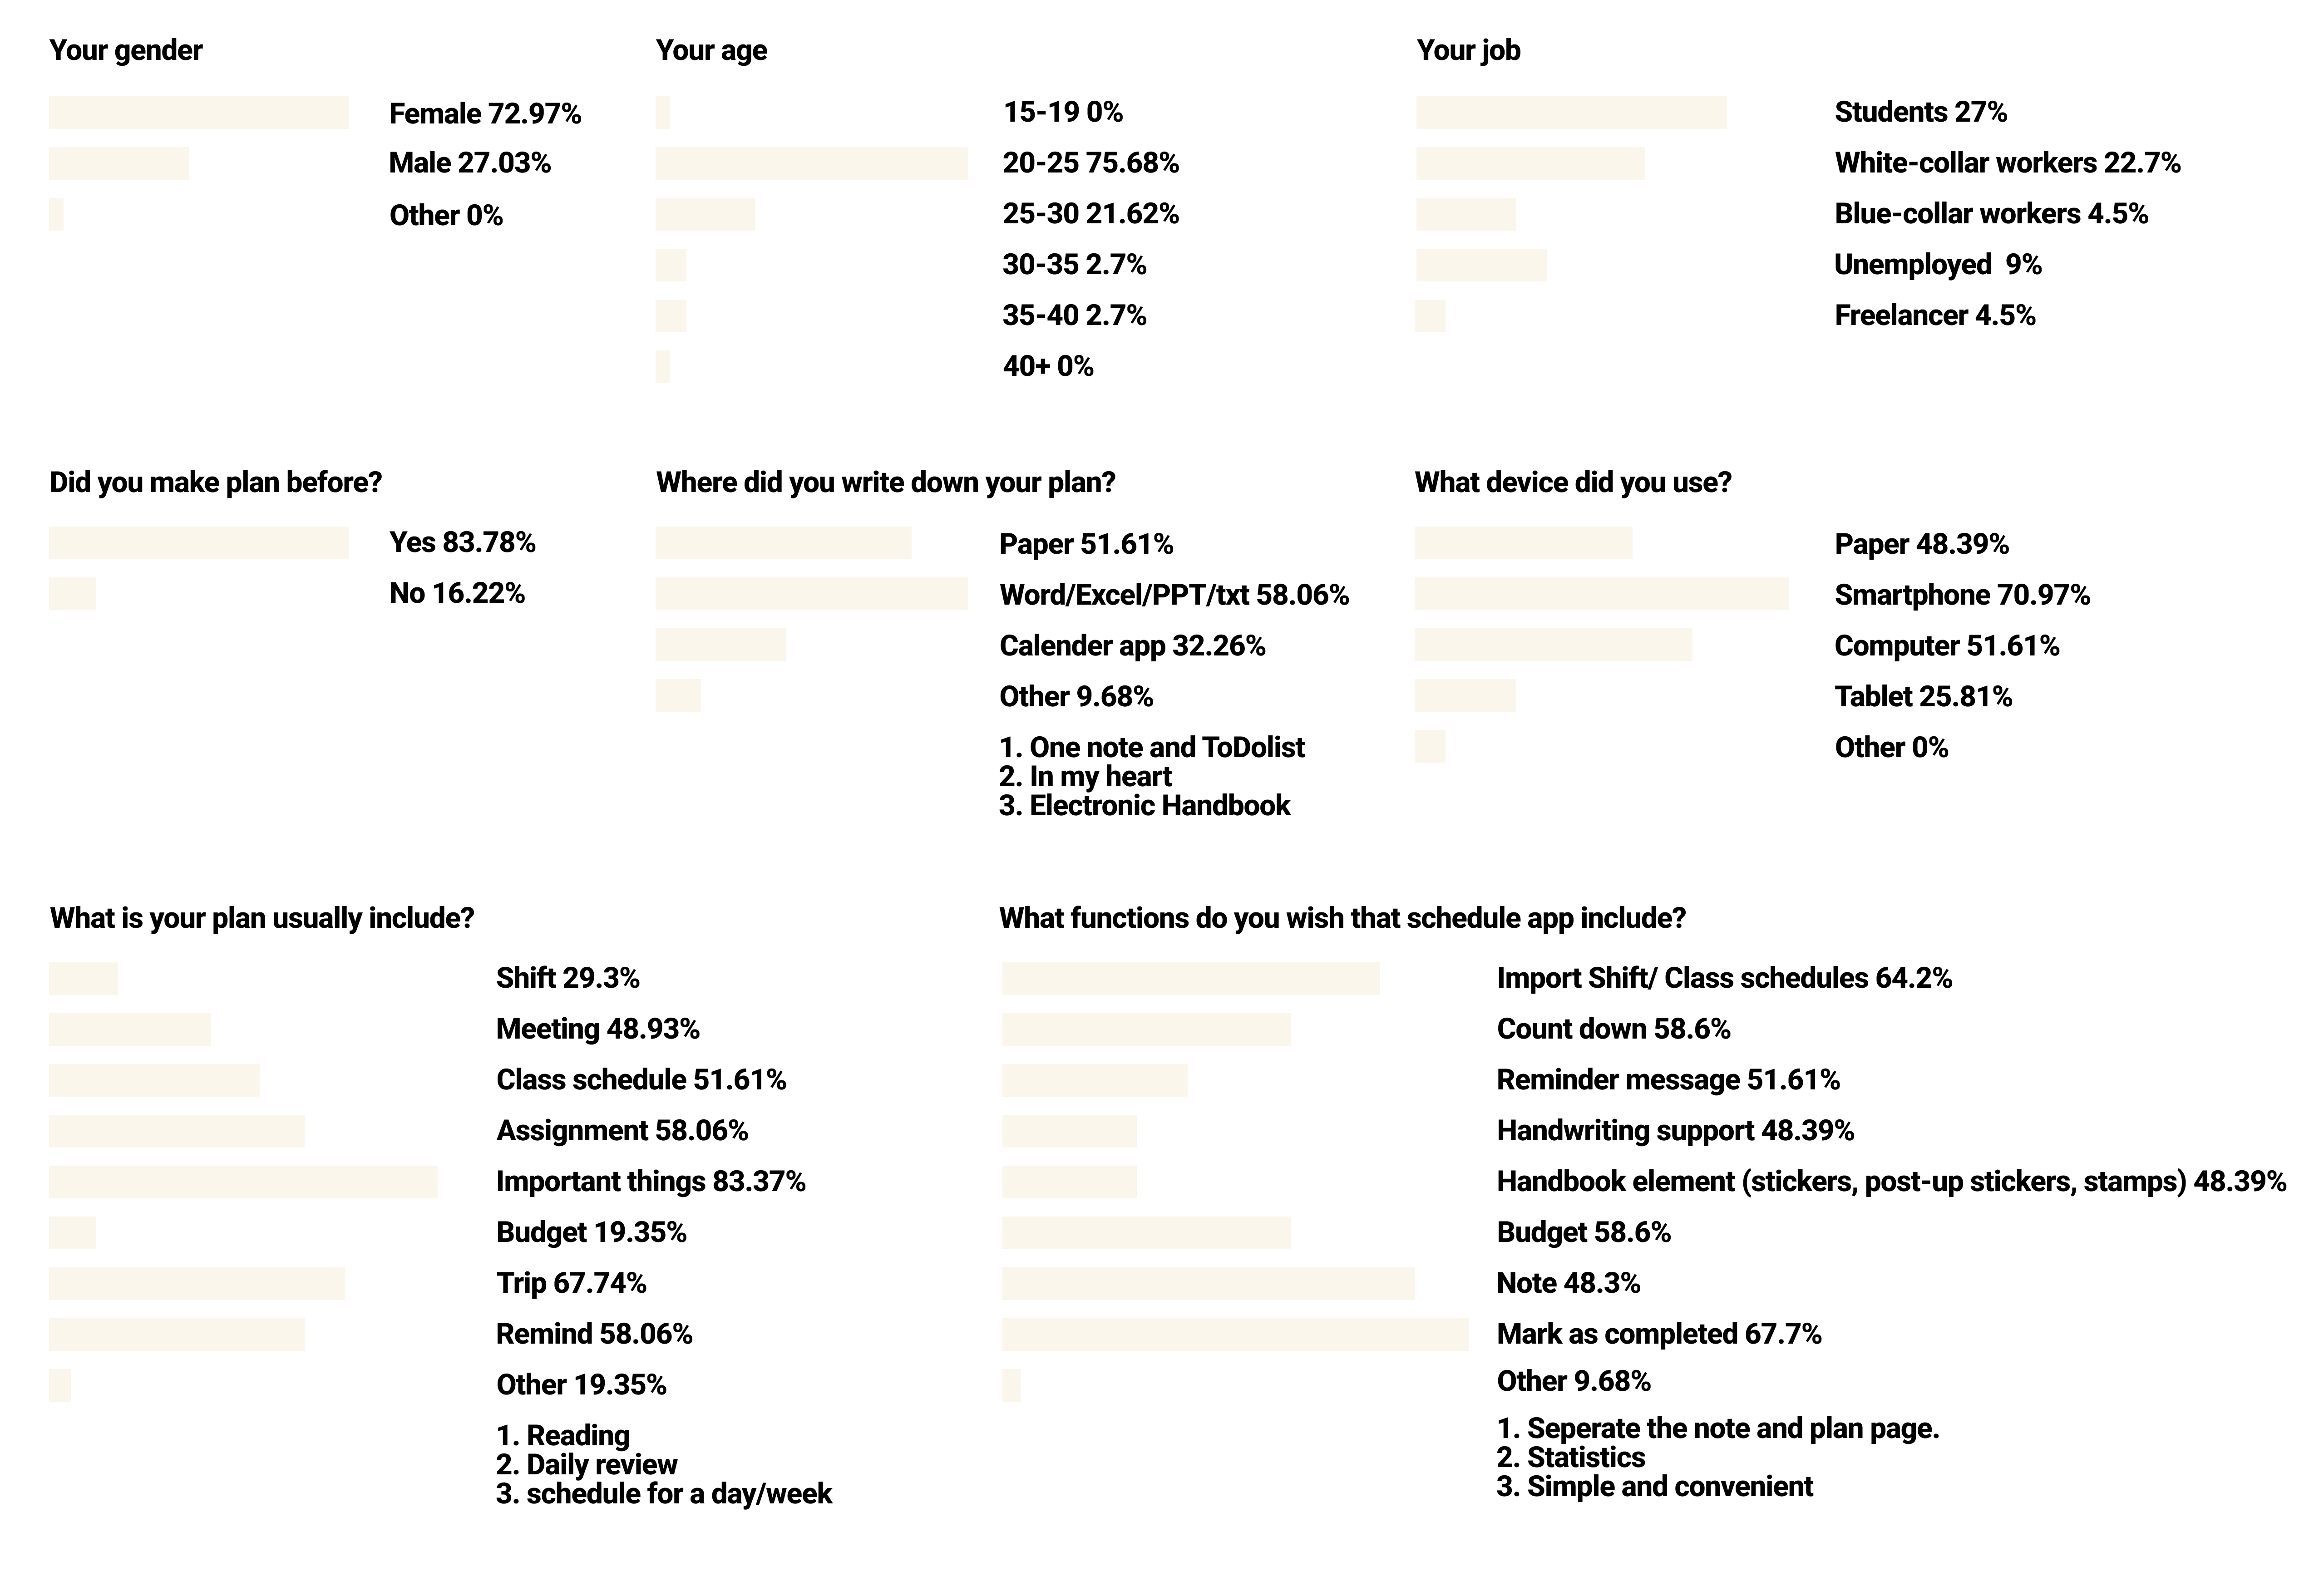 Your gender
Female 72.97%
Male 27.03%
Other 0%
Your age
15-19 0%
20-25 75.68%
25-30 21.62%
30-35 2.7%
35-40 2.7%
40+ 0%
Your job
Students 27%
White-collar workers 22.7%
Blue-collar workers 4.5%
Unemployed  9%
Freelancer 4.5%
Did you make plan before?
Yes 83.78%
No 16.22%
Where did you write down your plan?
Paper 51.61%
Word/Excel/PPT/txt 58.06%
Calender app 32.26%
Other 9.68%
1. One note and ToDolist
2. In my heart
3. Electronic Handbook
What device did you use?
Paper 48.39%
Smartphone 70.97%
Computer 51.61%
Tablet 25.81%
Other 0%
What is your plan usually include?
Shift 29.3%
Meeting 48.93%
Class schedule 51.61%
Assignment 58.06%
Important things 83.37%
Budget 19.35%
Trip 67.74%
Remind 58.06%
Other 19.35%
1. Reading
2. Daily review
3. schedule for a day/week
What functions do you wish that schedule app include?
Import Shift/ Class schedules 64.2%
Count down 58.6%
Reminder message 51.61%
Handwriting support 48.39%
Handbook element (stickers, post-up stickers, stamps) 48.39%
Budget 58.6%
Note 48.3%
Mark as completed 67.7%
Other 9.68%
1. Seperate the note and plan page.
2. Statistics
3. Simple and convenient